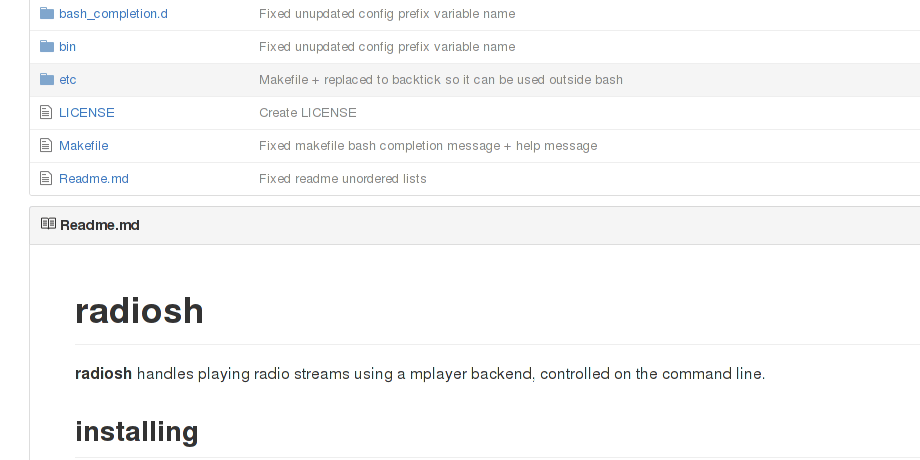 bash_completion.d Fixed unupdated config prefix variable name
bin Fixed unupdated config prefix variable name
etc Makefile + replaced to backtick so it can be used outside bash
LICENSE Create LICENSE
Makefile Fixed makefile bash completion message + help message
Readme.md Fixed readme unordered lists
Readme.md
radiosh
radiosh handles playing radio streams using a mplayer backend, controlled on the command line.
installing